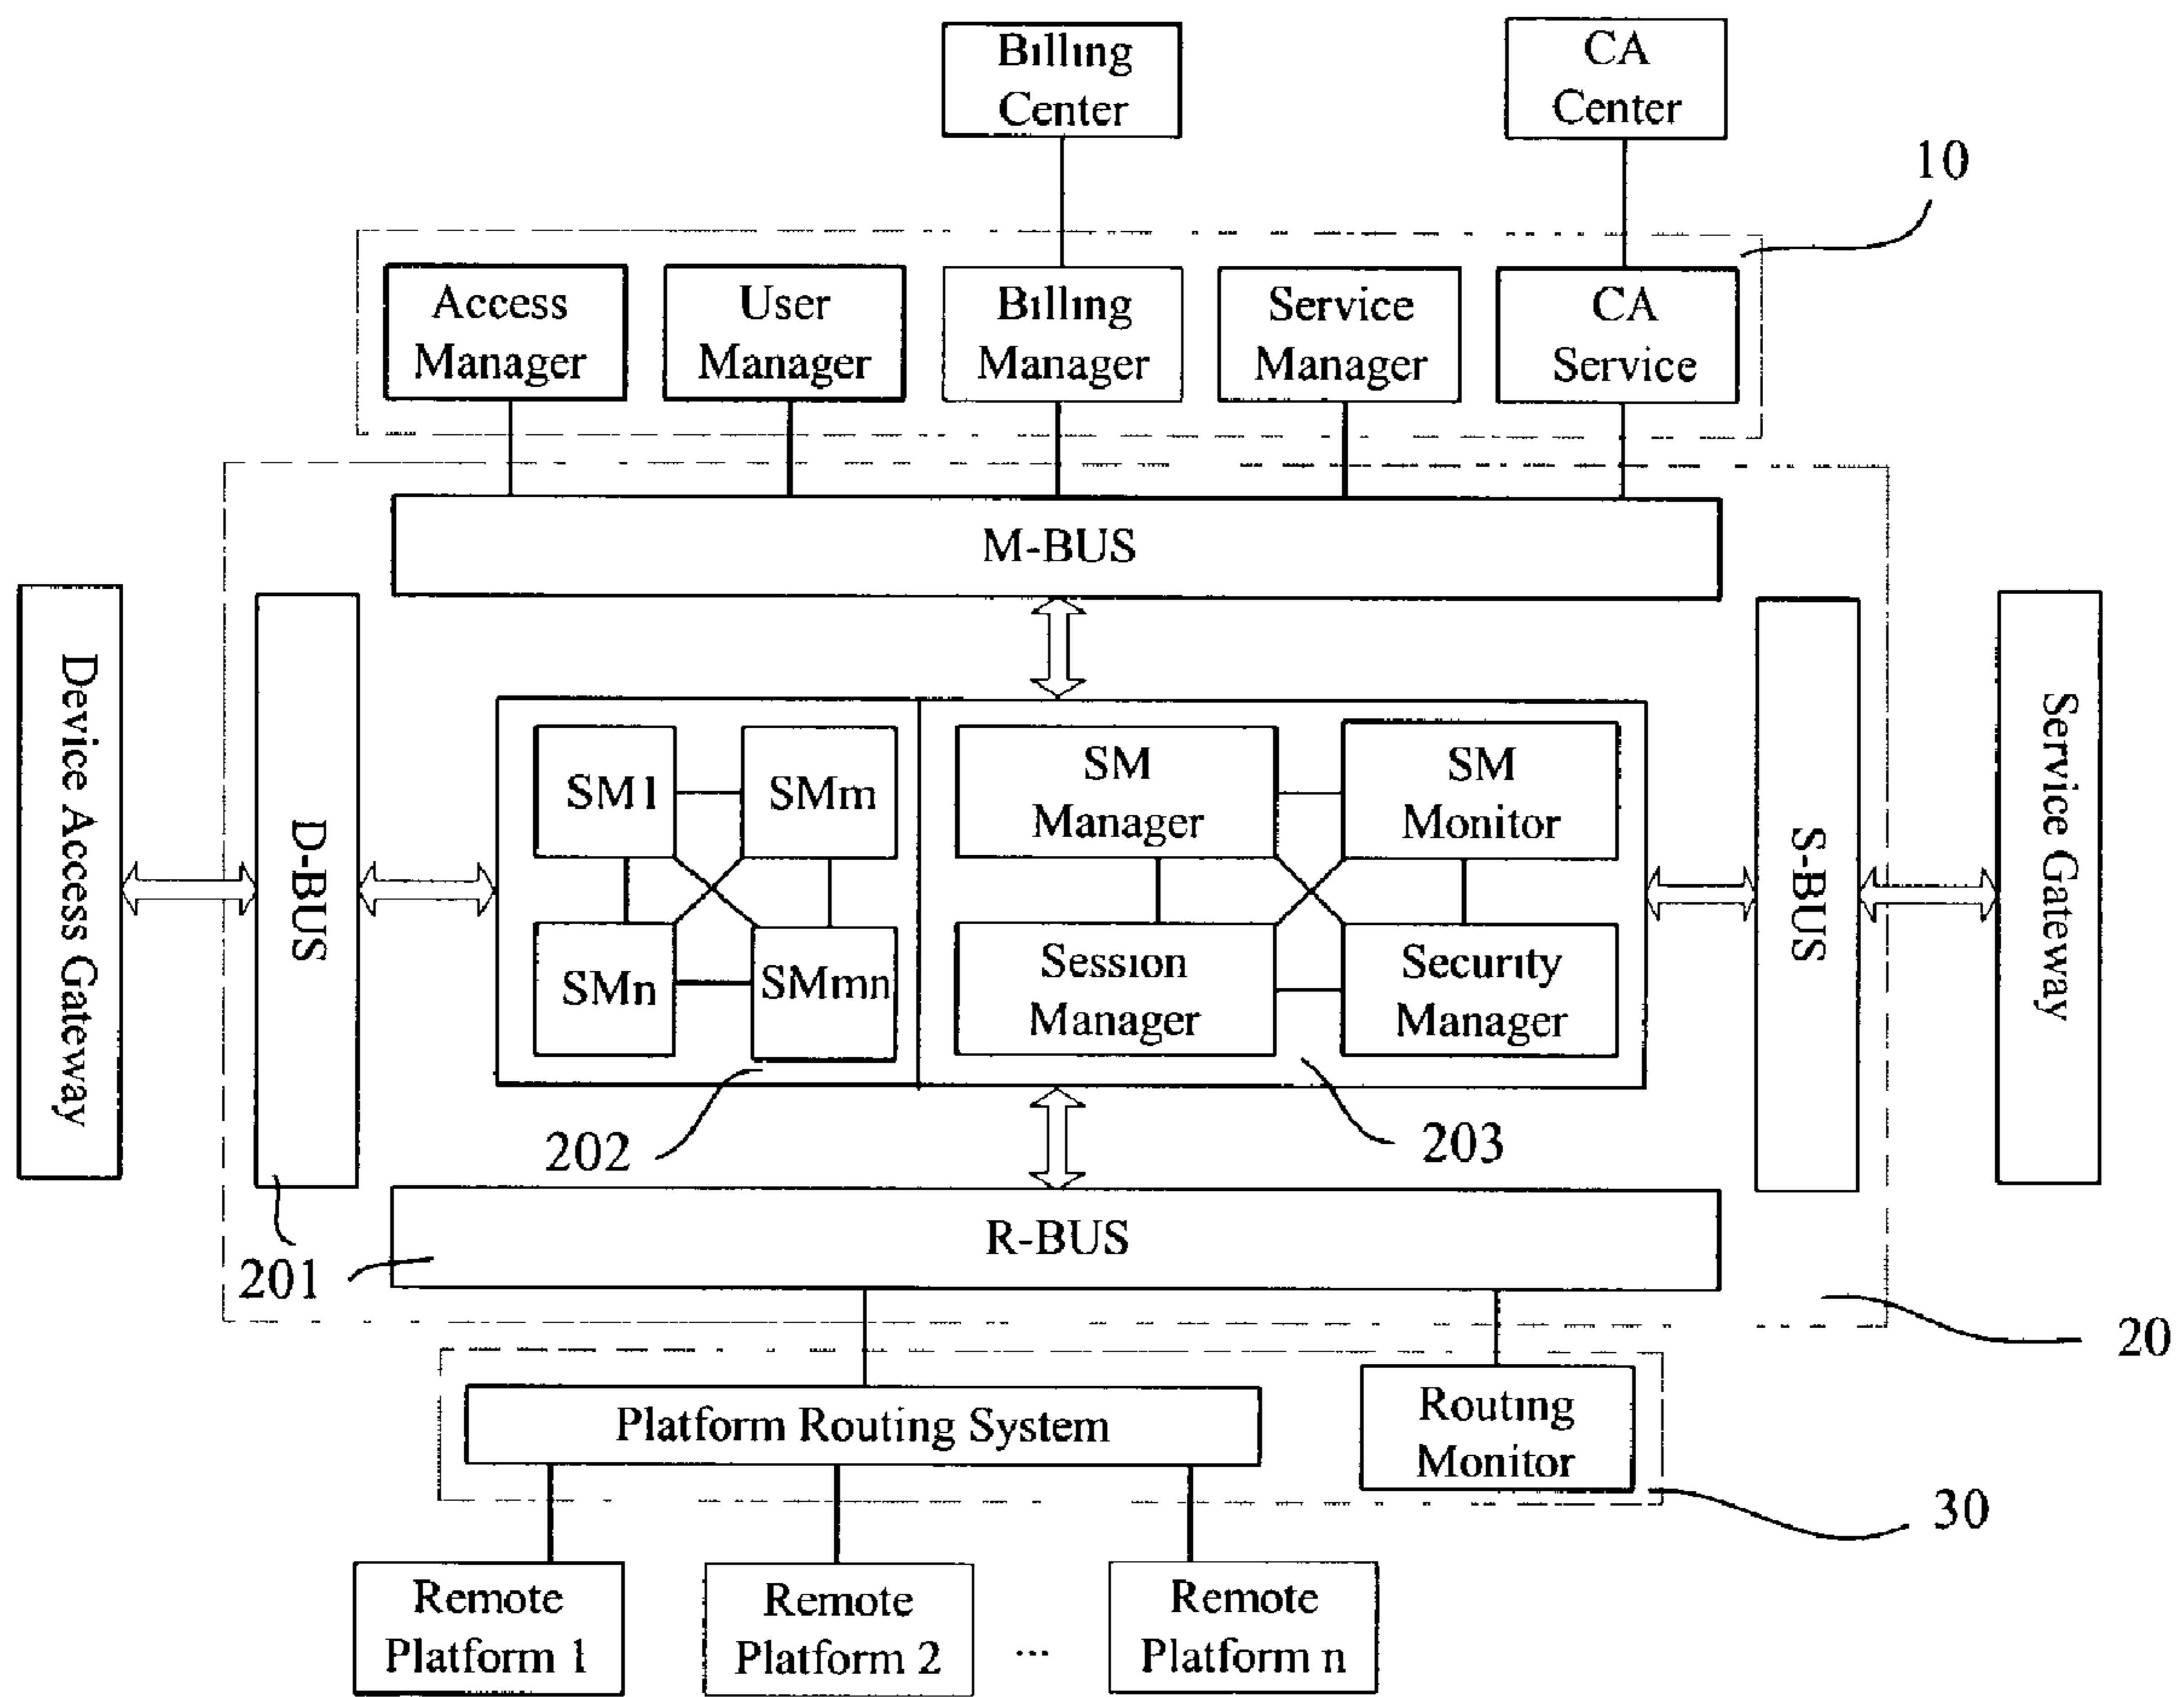 Billing
Center
CA
Center
10
Access
Manager
User
Manager
Billing
Manager
Service
Manager
CA
Service
M-BUS
Device Access Gateway
D-BUS
SM1
SMm
SMn
SMmn
SM
Manager
SM
Monitor
Session
Manager
Security
Manager
S-BUS
Service Gateway
202
203
R-BUS
201
20
Platform Routing System
Routing
Monitor
30
Remote
Platform 1
Remote
Platform 2
...
Remote
Platform n